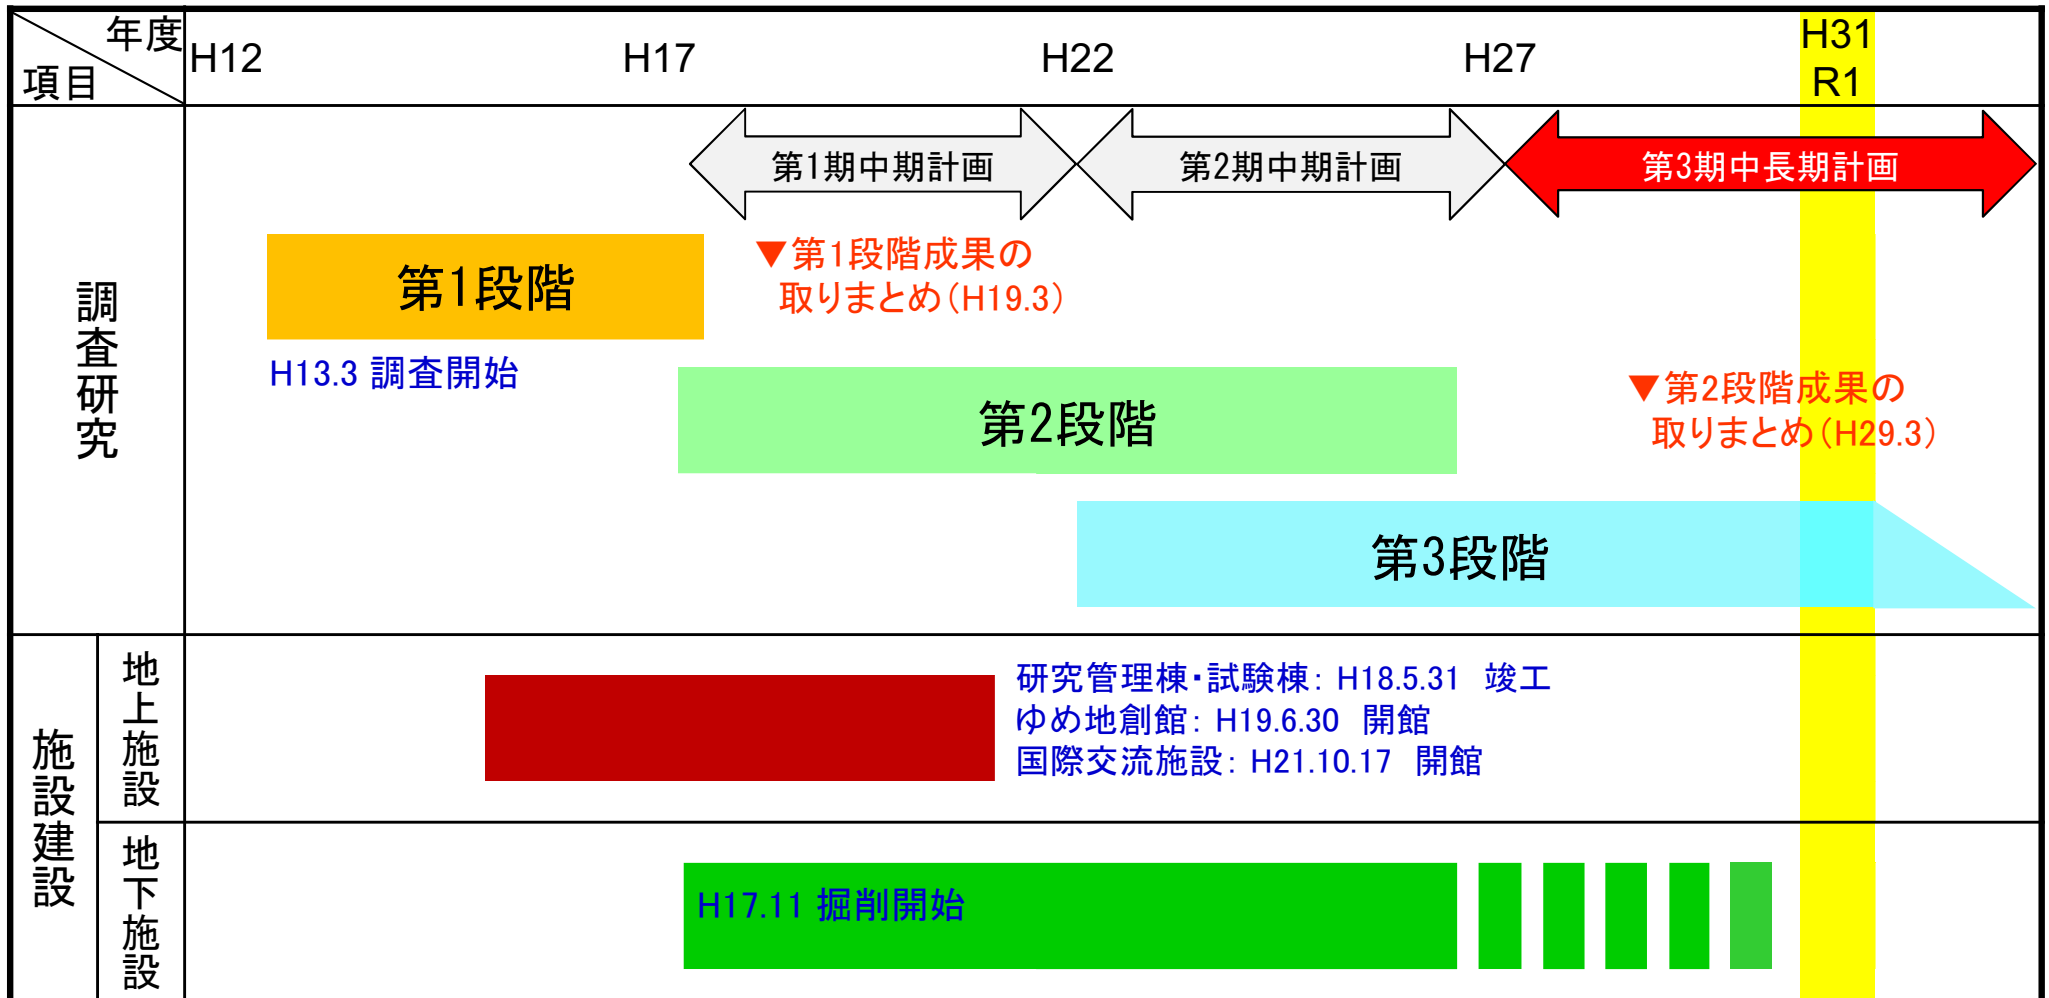 年度
項目
H12
H17
H22
H27
H31
R1
調査研究
第1期中期計画
第2期中期計画
第3期中長期計画
第1段階
▼第1段階成果の
取りまとめ（H19.3）
H13.3 調査開始
第2段階
▼第2段階成果の
取りまとめ（H29.3）
第3段階
施設建設
地上施設
研究管理棟・試験棟： H18.5.31 竣工
ゆめ地創館： H19.6.30 開館
国際交流施設： H21.10.17 開館
地下施設
H17.11 掘削開始